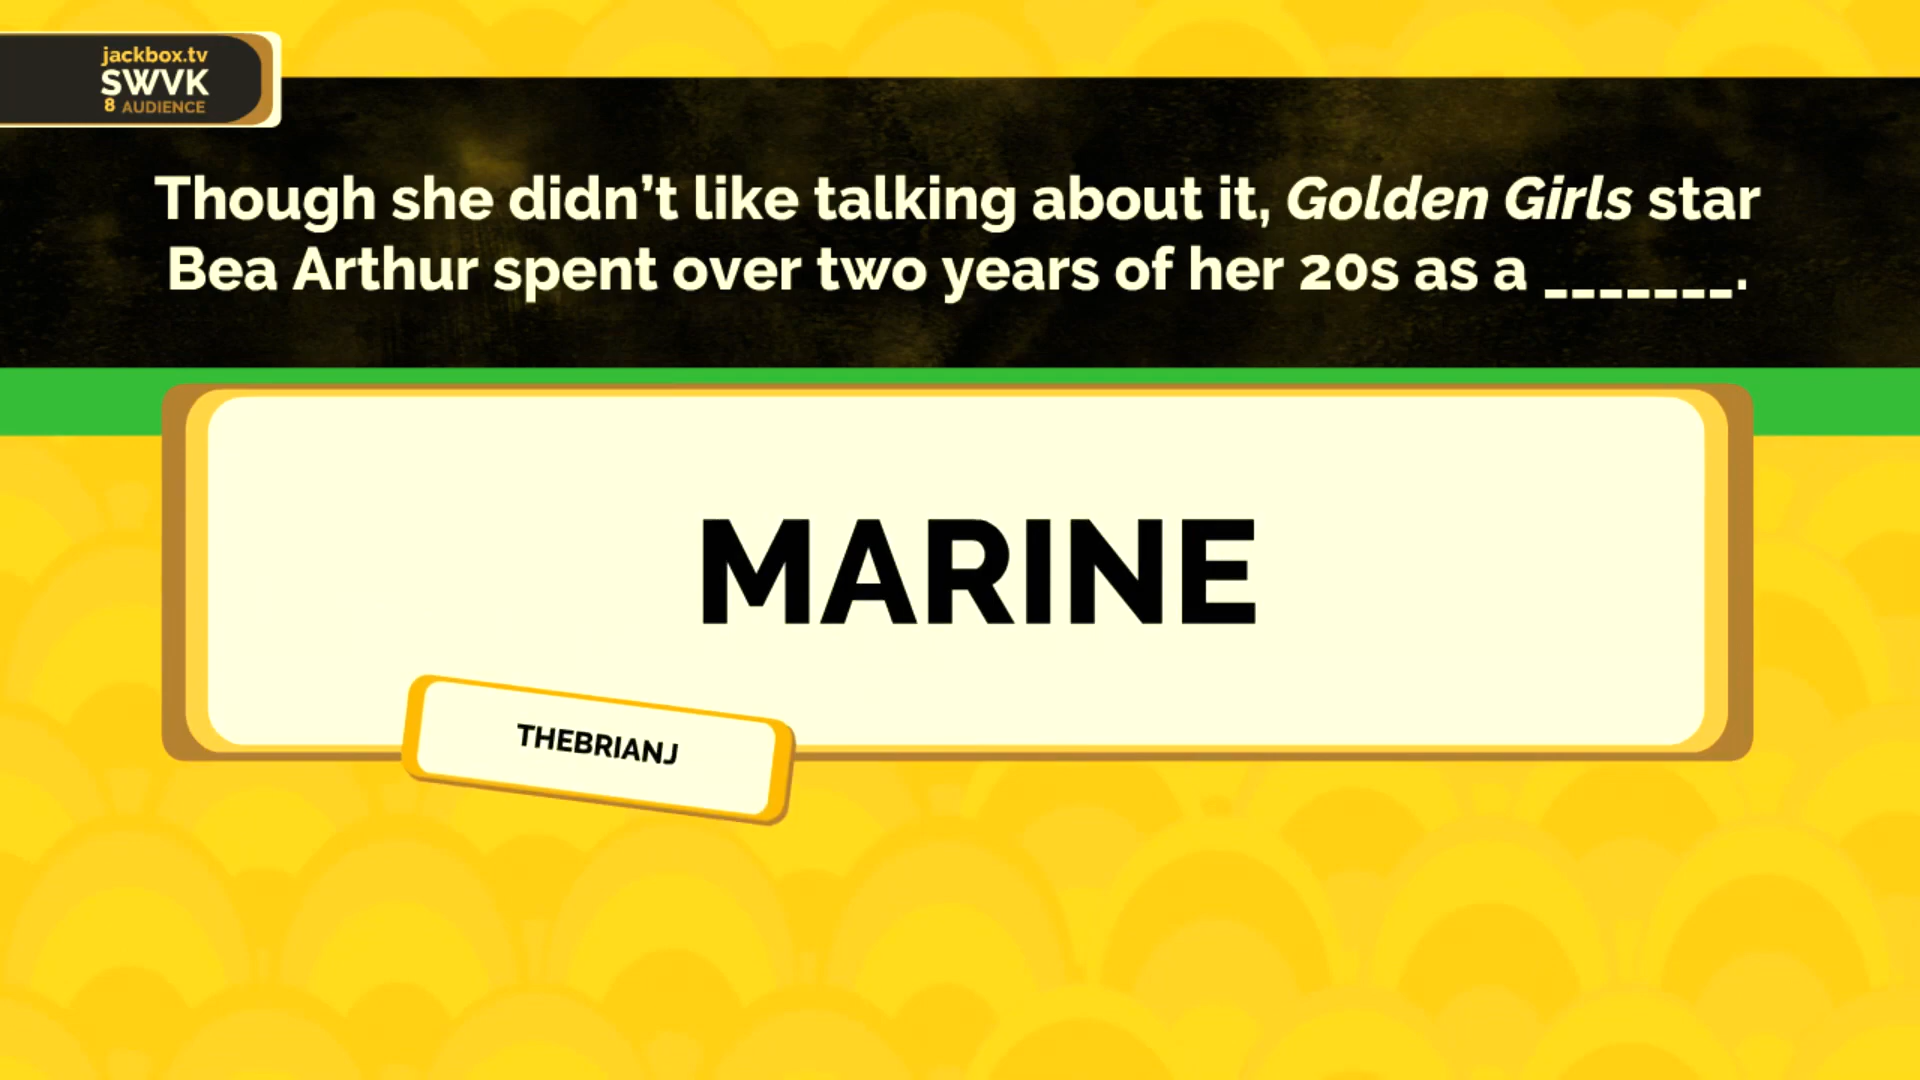 jackbox.tv
SWVK
8 AUDIENCE
Though she didn’t like talking about it, Golden Girls star
Bea Arthur spent over two years of her 20s as a _______.
MARINE
THEBRIANJ